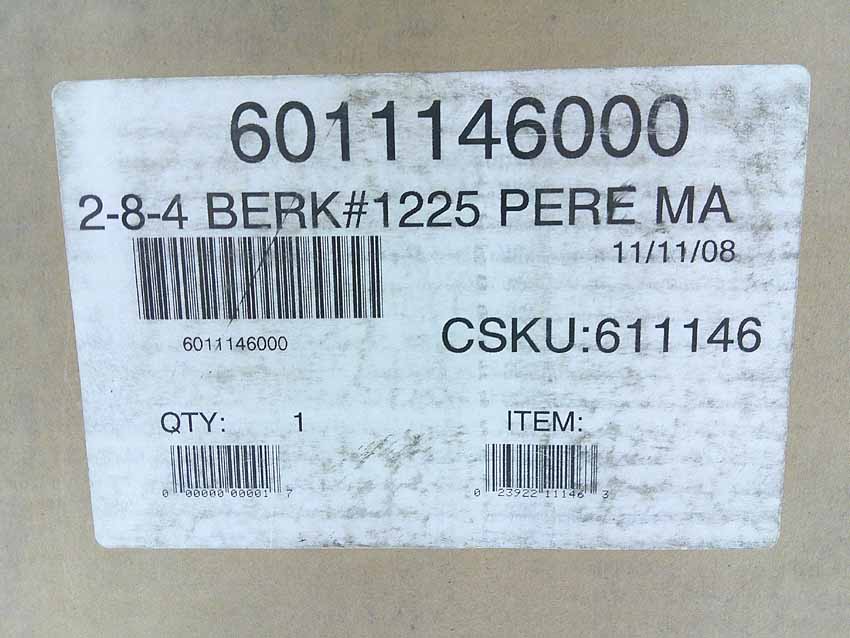 6011146000
2-8-4 BERK#1225 PERE MA
11/11/08
6011146000
CSKU:611146
QTY: 1 ITEM:
0 00000 00001 7 0 23922 11146 3